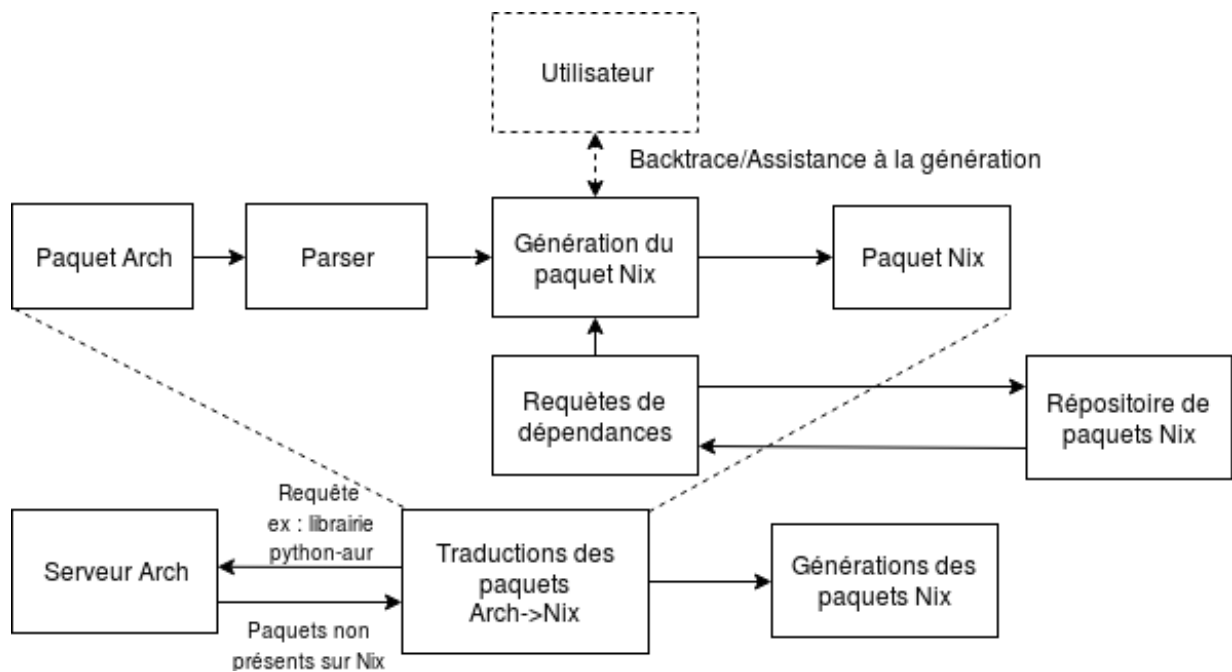 Utilisateur
Backtrace/Assistance à la génération
Paquet Arch
Parser
Génération du
paquet Nix
Paquet Nix
Requètes de
dépendances
Répositoire de
paquets Nix
Requête
ex : librairie
python-aur
Serveur Arch
Traductions des
paquets
Arch->Nix
Générations des
paquets Nix
Paquets non
présents sur Nix